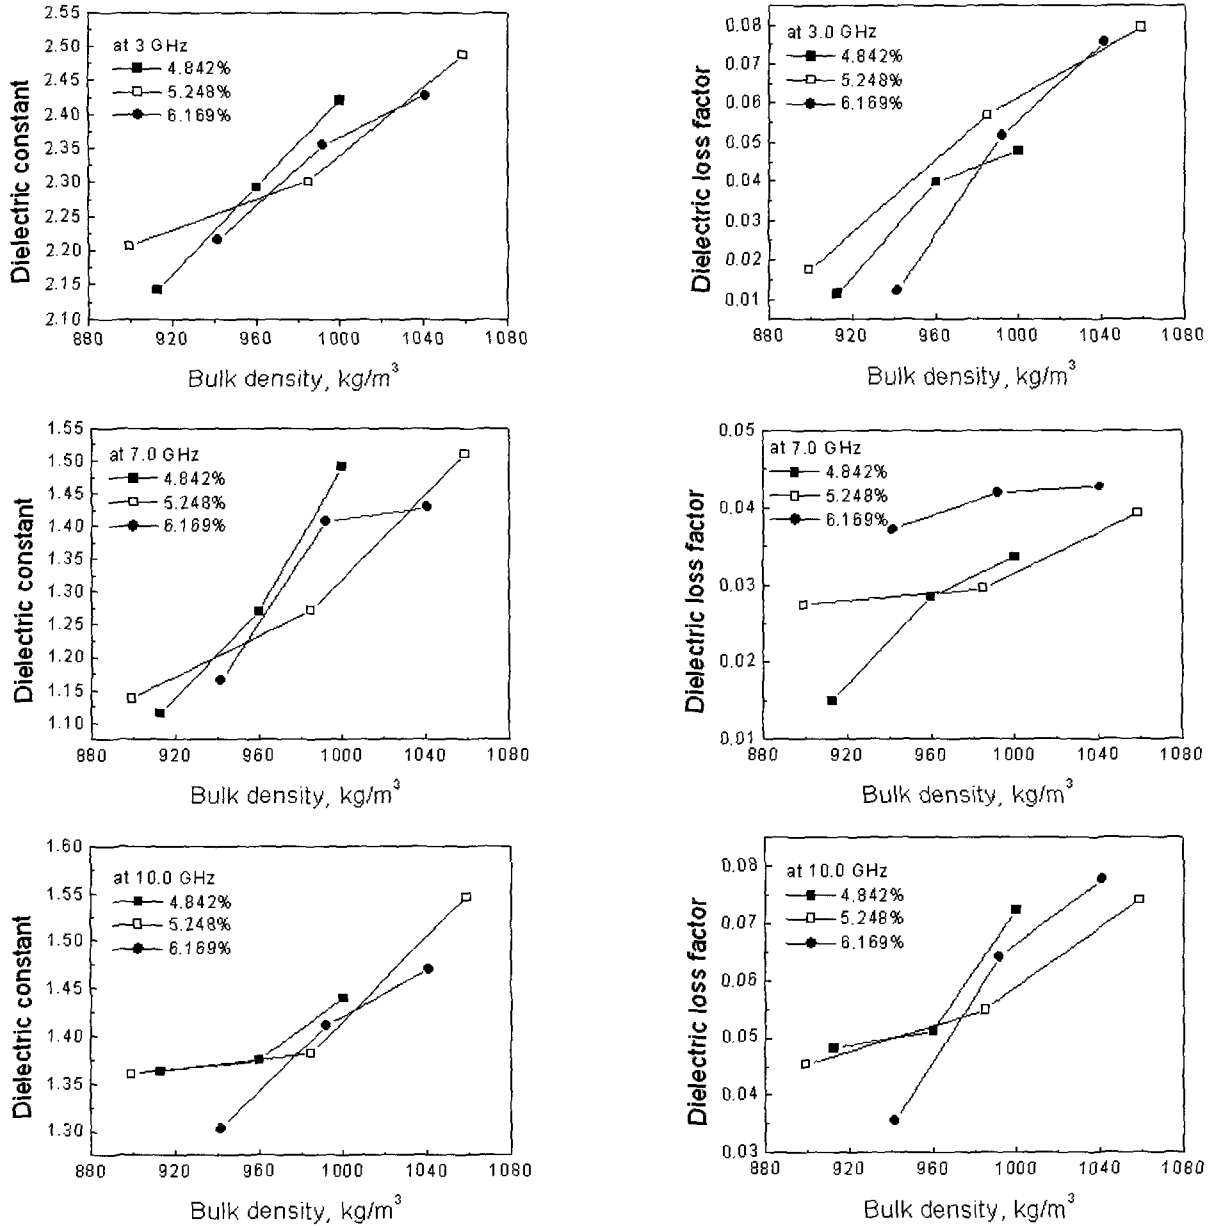 Dielectric constant
2.55
2.50
2.45
2.40
2.35
2.30
2.25
2.20
2.15
2.10
at 3 GHz
4.842%
5.248%
6.169%
880 920 960 1000 1040 1080
Bulk density, kg/m³
Dielectric loss factor
0.08
0.07
0.06
0.05
0.04
0.03
0.02
0.01
at 3.0 GHz
4.842%
5.248%
6.169%
880 920 960 1000 1040 1080
Bulk density, kg/m³
Dielectric constant
1.55
1.50
1.45
1.40
1.35
1.30
1.25
1.20
1.15
1.10
at 7.0 GHz
4.842%
5.248%
6.169%
880 920 960 1000 1040 1080
Bulk density, kg/m³
Dielectric loss factor
0.05
0.04
0.03
0.02
0.01
at 7.0 GHz
4.842%
5.248%
6.169%
880 920 960 1000 1040 1080
Bulk density, kg/m³
Dielectric constant
1.60
1.55
1.50
1.45
1.40
1.35
1.30
at 10.0 GHz
4.842%
5.248%
6.169%
880 920 960 1000 1040 1080
Bulk density, kg/m³
Dielectric loss factor
0.08
0.07
0.06
0.05
0.04
0.03
at 10.0 GHz
4.842%
5.248%
6.169%
880 920 960 1000 1040 1080
Bulk density, kg/m³